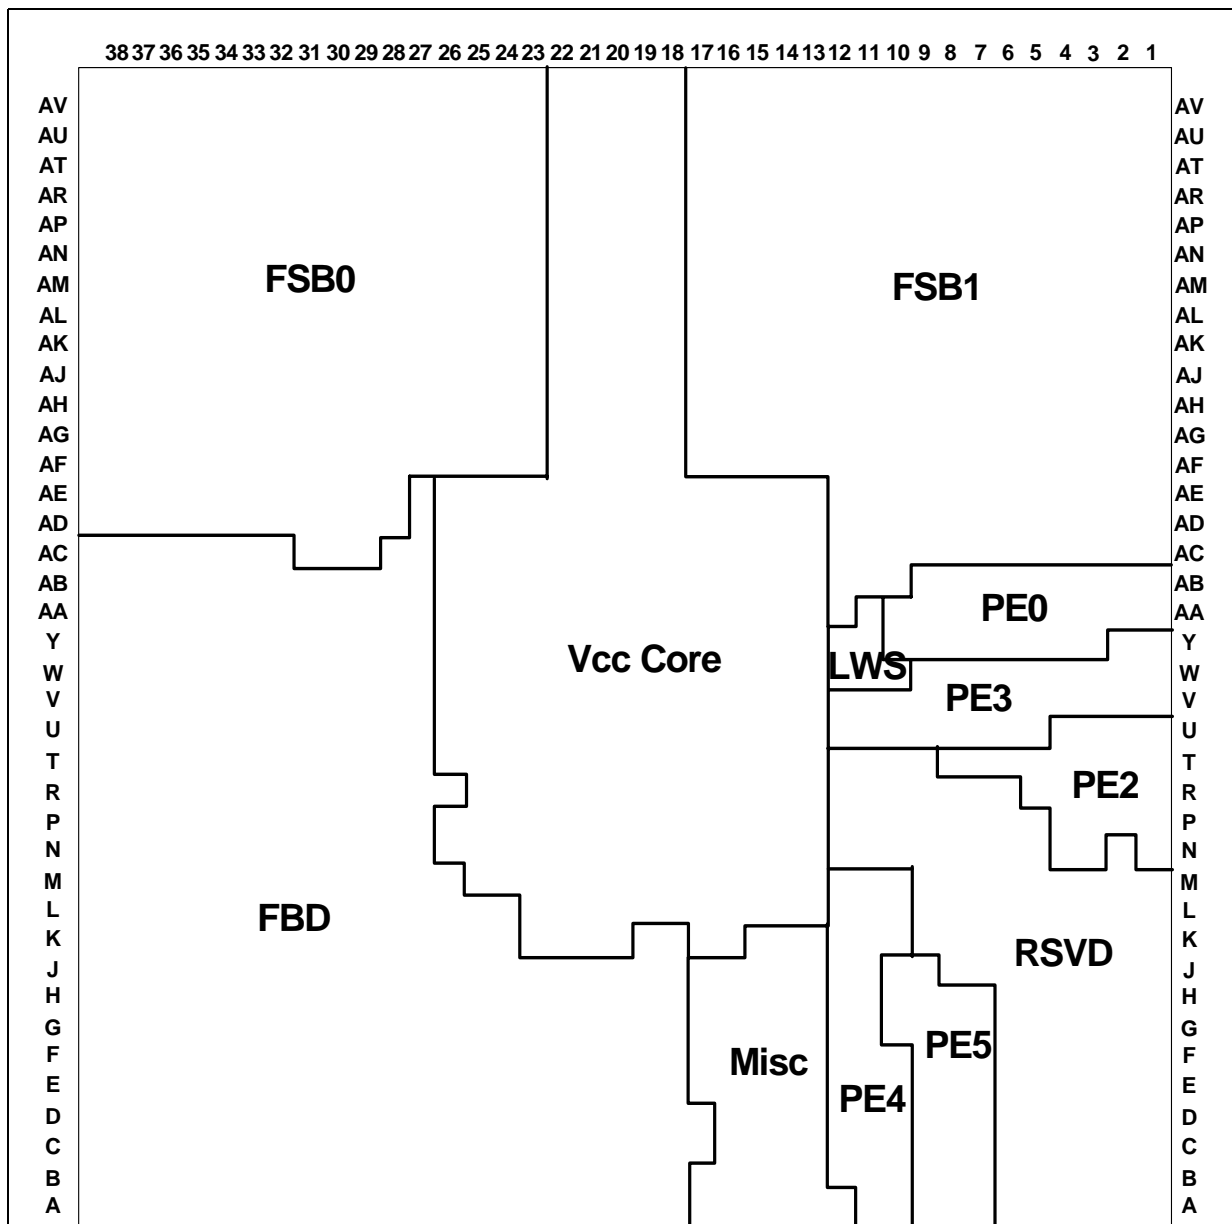 38 37 36 35 34 33 32 31 30 29 28 27 26 25 24 23 22 21 20 19 18 17 16 15 14 13 12 11 10 9 8 7 6 5 4 3 2 1
AV AV
AU AU
AT AT
AR AR
AP AP
AN AN
AM FSB0 FSB1 AM
AL AL
AK AK
AJ AJ
AH AH
AG AG
AF AF
AE AE
AD AD
AC AC
AB AB
AA PE0 AA
Y Y
W Vcc Core LWS W
V PE3 V
U U
T T
R PE2 R
P P
N N
M M
L FBD L
K RSVD K
J J
H H
G G
F Misc PE5 F
E PE4 E
D D
C C
B B
A A